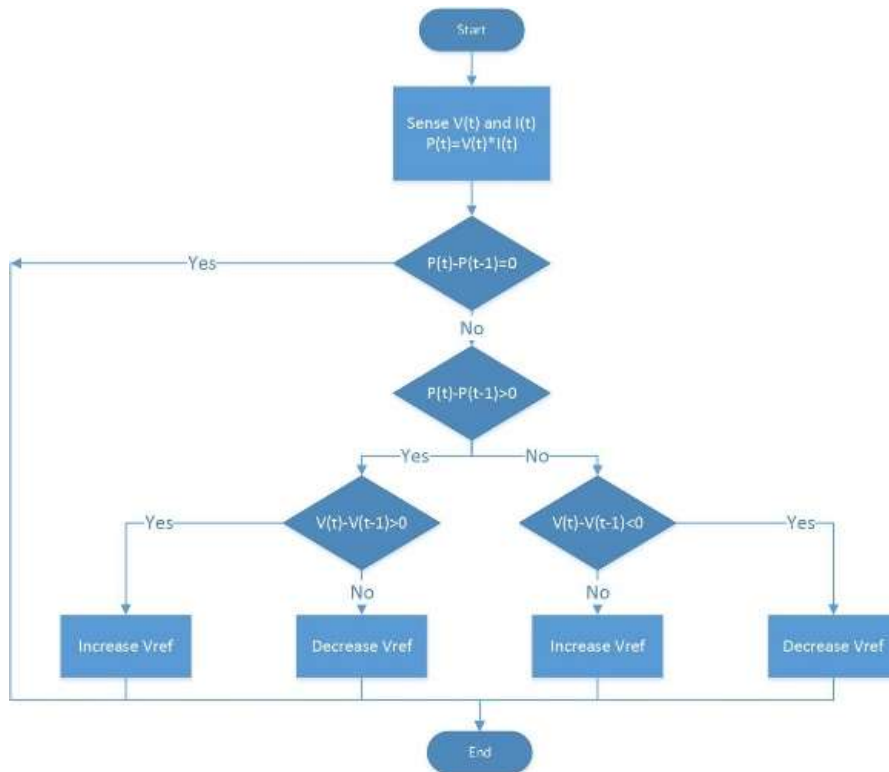 Start
Sense V(t) and I(t)
P(t)=V(t)*I(t)
P(t)-P(t-1)=0
Yes
No
P(t)-P(t-1)>0
Yes
No
V(t)-V(t-1)>0
V(t)-V(t-1)<0
Yes
Yes
No
No
Increase Vref
Decrease Vref
Increase Vref
Decrease Vref
End